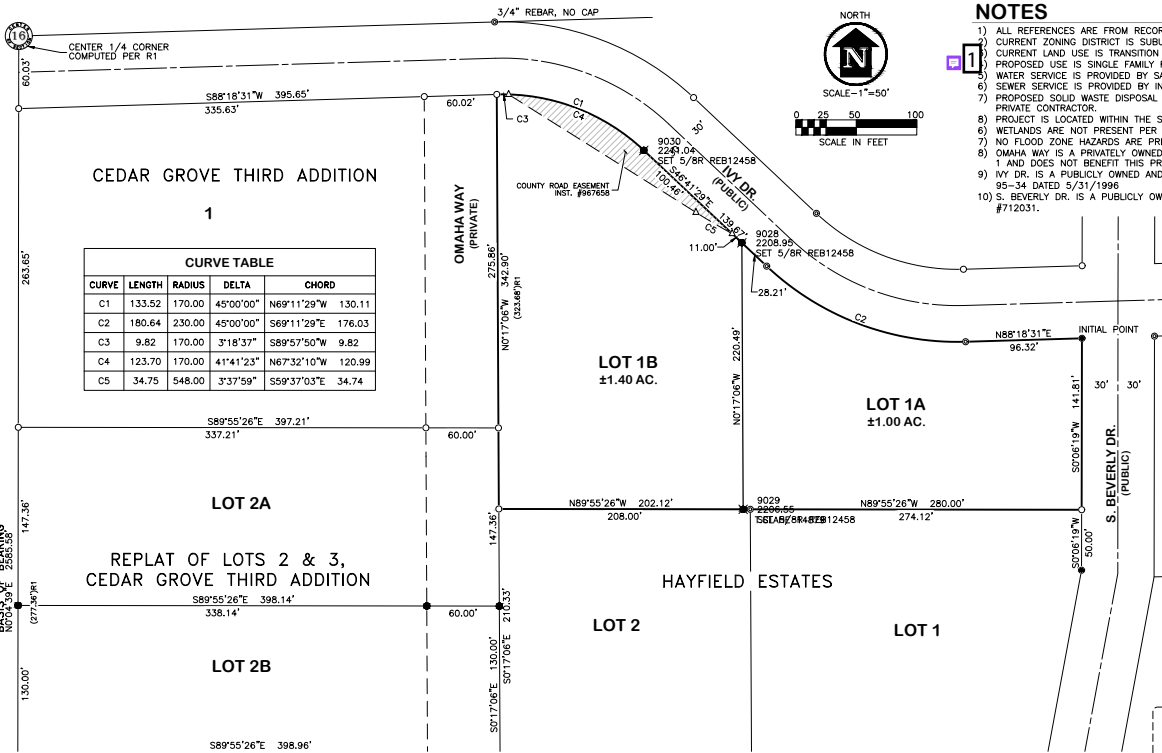 3/4" REBAR, NO CAP
16
CENTER 1/4 CORNER
COMPUTED PER R1
60.03'
S88°18'31"W 395.65'
335.63'
60.02'
C3
C1
C4
NORTH
N
SCALE-1"=50'
0 25 50 100
SCALE IN FEET
NOTES
1) ALL REFERENCES ARE FROM RECOR
2) CURRENT ZONING DISTRICT IS SUBU
CURRENT LAND USE IS TRANSITION
1
PROPOSED USE IS SINGLE FAMILY
5) WATER SERVICE IS PROVIDED BY SA
6) SEWER SERVICE IS PROVIDED BY IN
7) PROPOSED SOLID WASTE DISPOSAL
PRIVATE CONTRACTOR.
8) PROJECT IS LOCATED WITHIN THE S
6) WETLANDS ARE NOT PRESENT PER
7) NO FLOOD ZONE HAZARDS ARE PRE
8) OMAHA WAY IS A PRIVATELY OWNED
1 AND DOES NOT BENEFIT THIS PR
9) IVY DR. IS A PUBLICLY OWNED AND
95-34 DATED 5/31/1996
10) S. BEVERLY DR. IS A PUBLICLY OW
#712031.
CEDAR GROVE THIRD ADDITION
1
263.65'
OMAHA WAY
(PRIVATE)
275.86'
N0°17'06"W 342.90'
(323.68')R1
COUNTY ROAD EASEMENT
INST. #967658
30'
9030
2241.04
SET 5/8R REB12458
S46°41'29"E
100.46'
139.67'
IVY DR.
(PUBLIC)
C5
11.00'
9028
2208.95
SET 5/8R REB12458
28.21'
C2
CURVE TABLE
CURVE LENGTH RADIUS DELTA CHORD
C1 133.52 170.00 45°00'00" N69°11'29"W 130.11
C2 180.64 230.00 45°00'00" S69°11'29"E 176.03
C3 9.82 170.00 3°18'37" S89°57'50"W 9.82
C4 123.70 170.00 41°41'23" N67°32'10"W 120.99
C5 34.75 548.00 3°37'59" S59°37'03"E 34.74
N88°18'31"E
96.32'
INITIAL POINT
LOT 1B
±1.40 AC.
N0°17'06"W 220.49'
LOT 1A
±1.00 AC.
S0°06'19"W 141.81'
30' 30'
S. BEVERLY DR.
(PUBLIC)
S89°55'26"E 397.21'
337.21'
60.00'
LOT 2A
147.36'
147.36'
N89°55'26"W 202.12'
208.00'
9029
2206.55
N89°55'26"W 280.00'
274.12'
S0°06'19"W
50.00'
BASIS OF BEARING
N0°04'39"E 2585.58'
(277.36')R1
REPLAT OF LOTS 2 & 3,
CEDAR GROVE THIRD ADDITION
HAYFIELD ESTATES
S89°55'26"E 398.14'
338.14'
60.00'
210.33'
S0°17'06"E
LOT 2
LOT 1
LOT 2B
130.00'
S0°17'06"E 130.00'
S89°55'26"E 398.96'